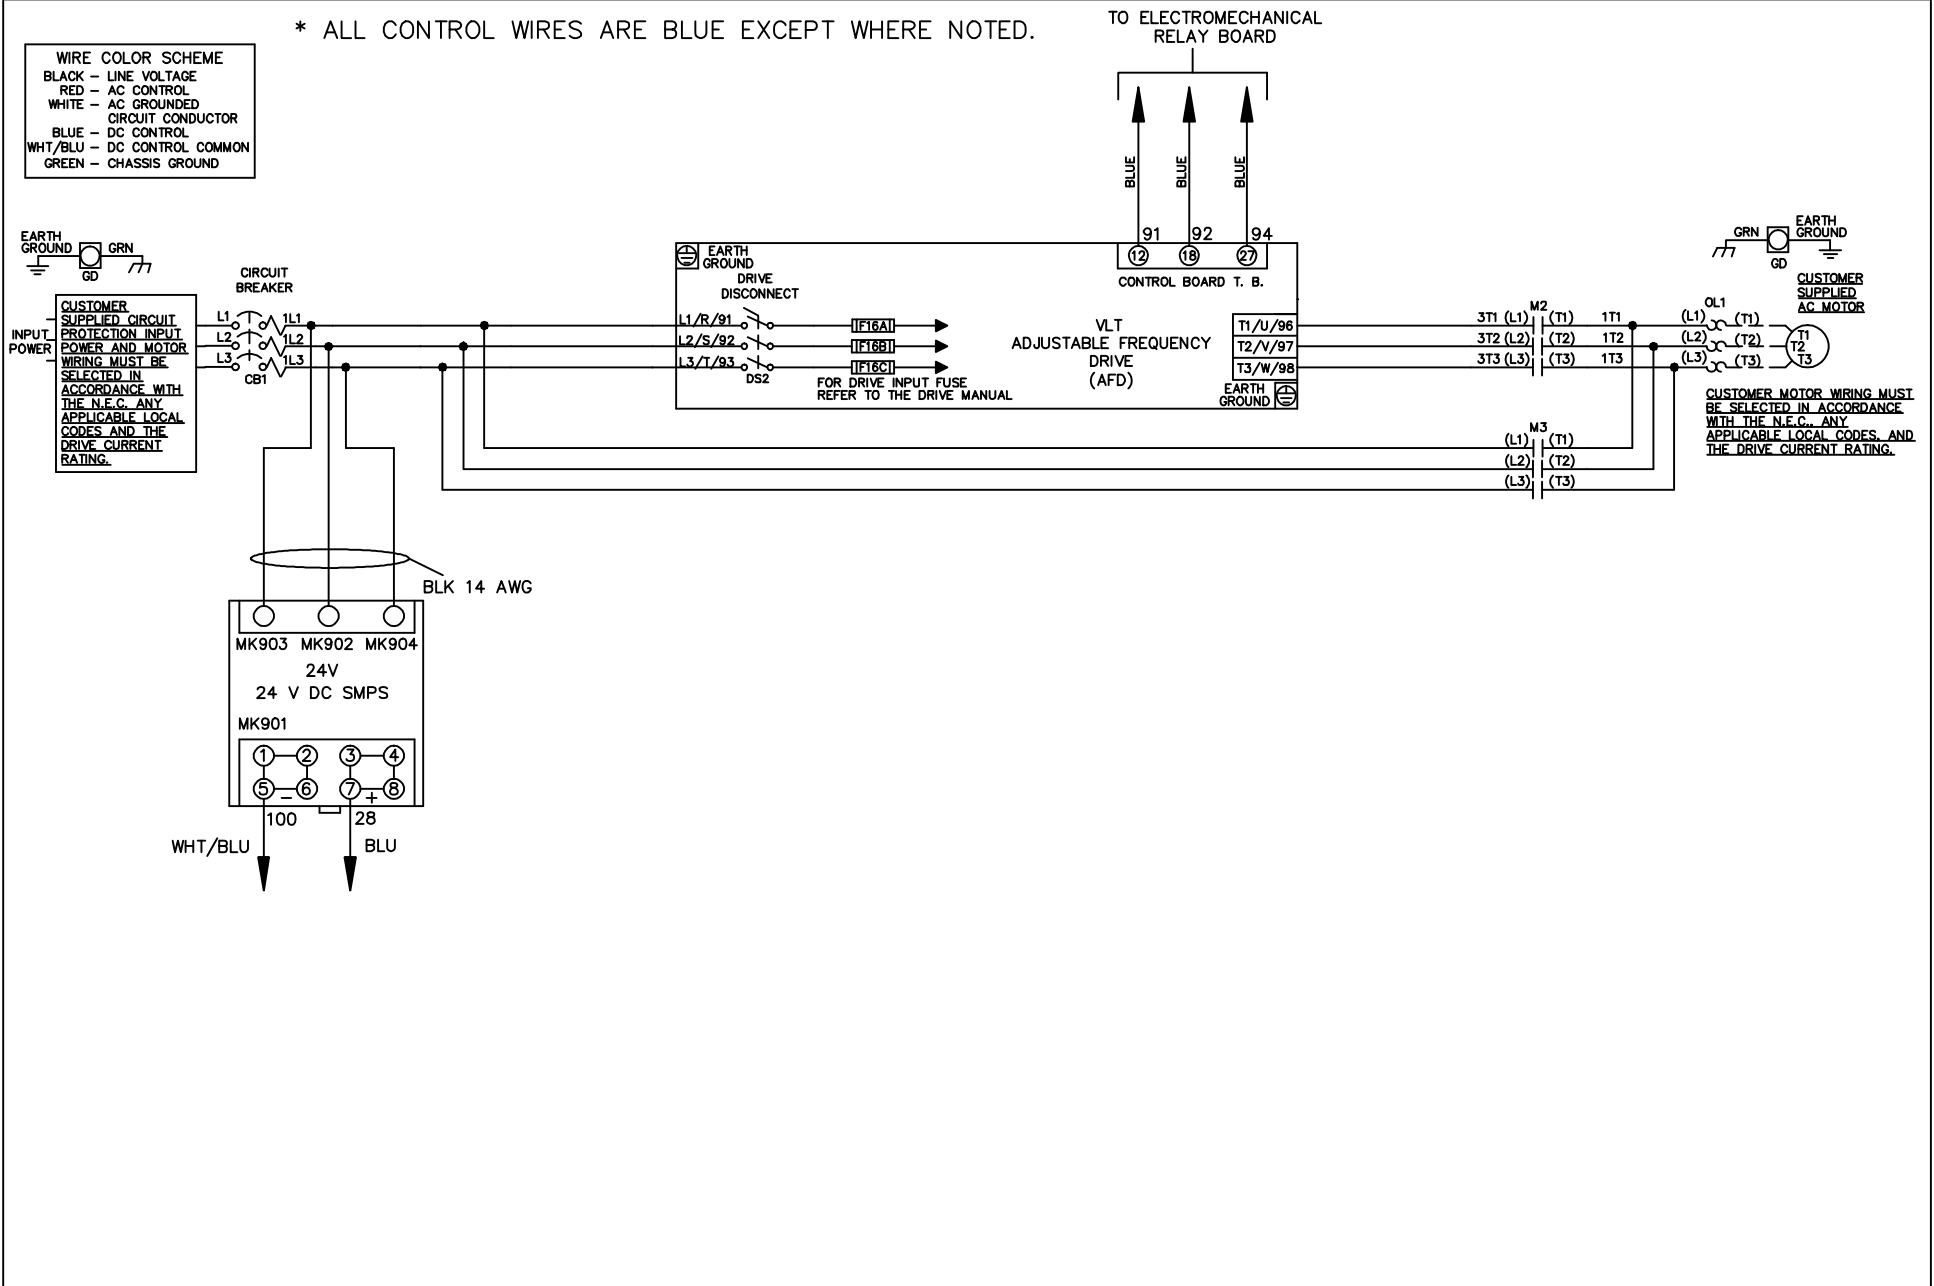 * ALL CONTROL WIRES ARE BLUE EXCEPT WHERE NOTED.
TO ELECTROMECHANICAL
RELAY BOARD
WIRE COLOR SCHEME
BLACK – LINE VOLTAGE
RED – AC CONTROL
WHITE – AC GROUNDED
CIRCUIT CONDUCTOR
BLUE – DC CONTROL
WHT/BLU – DC CONTROL COMMON
GREEN – CHASSIS GROUND
BLUE
BLUE
BLUE
91
92
94
12
18
27
CONTROL BOARD T. B.
EARTH
GROUND
GRN
GD
INPUT
POWER
CUSTOMER
SUPPLIED CIRCUIT
PROTECTION INPUT
POWER AND MOTOR
WIRING MUST BE
SELECTED IN
ACCORDANCE WITH
THE N.E.C. ANY
APPLICABLE LOCAL
CODES AND THE
DRIVE CURRENT
RATING.
CIRCUIT
BREAKER
L1
1L1
L2
1L2
L3
1L3
CB1
EARTH
GROUND
DRIVE
DISCONNECT
L1/R/91
L2/S/92
L3/T/93
DS2
F16A
F16B
F16C
FOR DRIVE INPUT FUSE
REFER TO THE DRIVE MANUAL
VLT
ADJUSTABLE FREQUENCY
DRIVE
(AFD)
T1/U/96
T2/V/97
T3/W/98
EARTH
GROUND
M2
3T1 (L1) (T1) 1T1
3T2 (L2) (T2) 1T2
3T3 (L3) (T3) 1T3
M3
(L1) (T1)
(L2) (T2)
(L3) (T3)
OL1
(L1) (T1)
(L2) (T2)
(L3) (T3)
T1
T2
T3
GRN
EARTH
GROUND
GD
CUSTOMER
SUPPLIED
AC MOTOR
CUSTOMER MOTOR WIRING MUST
BE SELECTED IN ACCORDANCE
WITH THE N.E.C., ANY
APPLICABLE LOCAL CODES, AND
THE DRIVE CURRENT RATING.
BLK 14 AWG
MK903 MK902 MK904
24V
24 V DC SMPS
MK901
1 2 3 4
5 6 7 8
– +
100
28
WHT/BLU
BLU